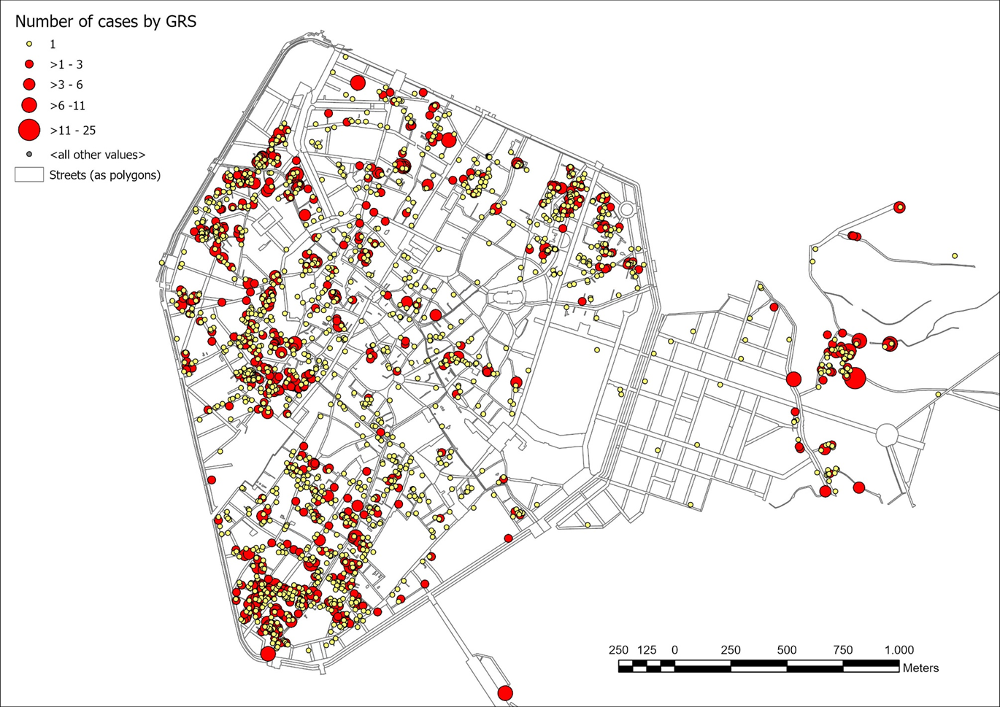 Number of cases by GRS
1
>1 - 3
>3 - 6
>6 -11
>11 - 25
<all other values>
Streets (as polygons)
250 125 0 250 500 750 1.000
Meters